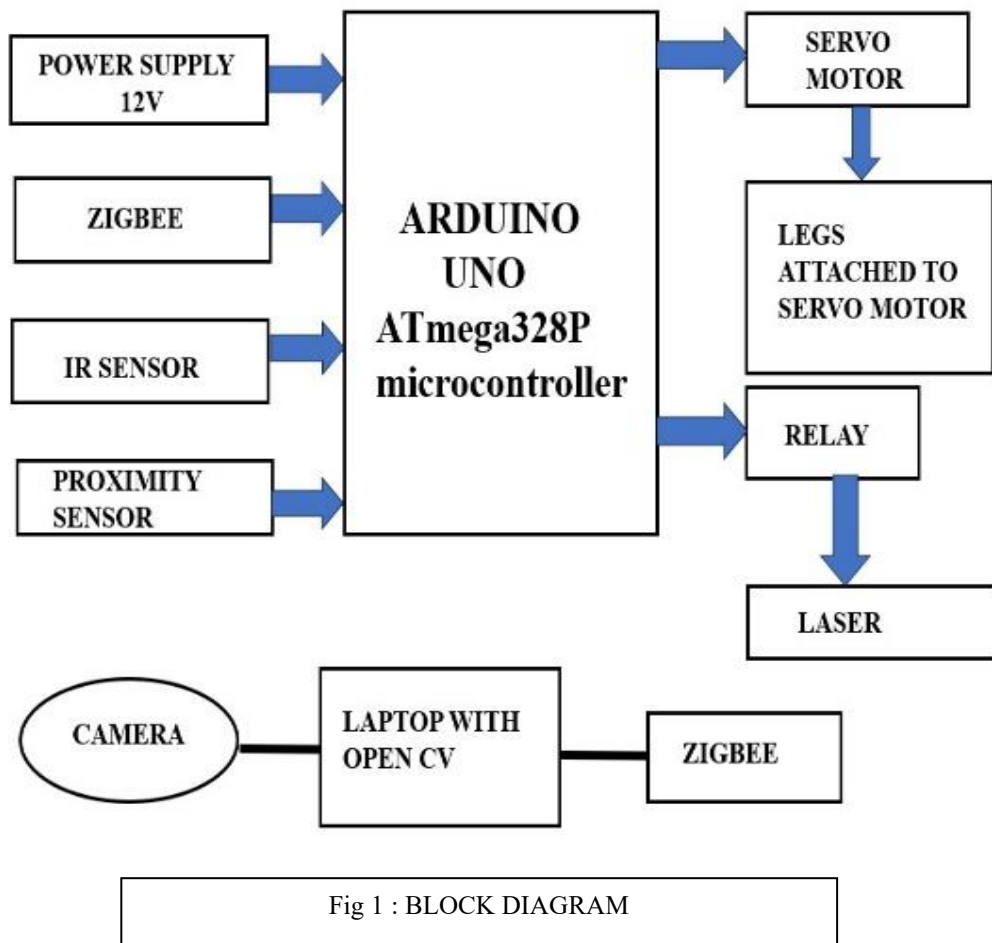 POWER SUPPLY
12V
ZIGBEE
IR SENSOR
PROXIMITY
SENSOR
ARDUINO
UNO
ATmega328P
microcontroller
SERVO
MOTOR
LEGS
ATTACHED TO
SERVO MOTOR
RELAY
LASER
CAMERA
LAPTOP WITH
OPEN CV
ZIGBEE
Fig 1 : BLOCK DIAGRAM